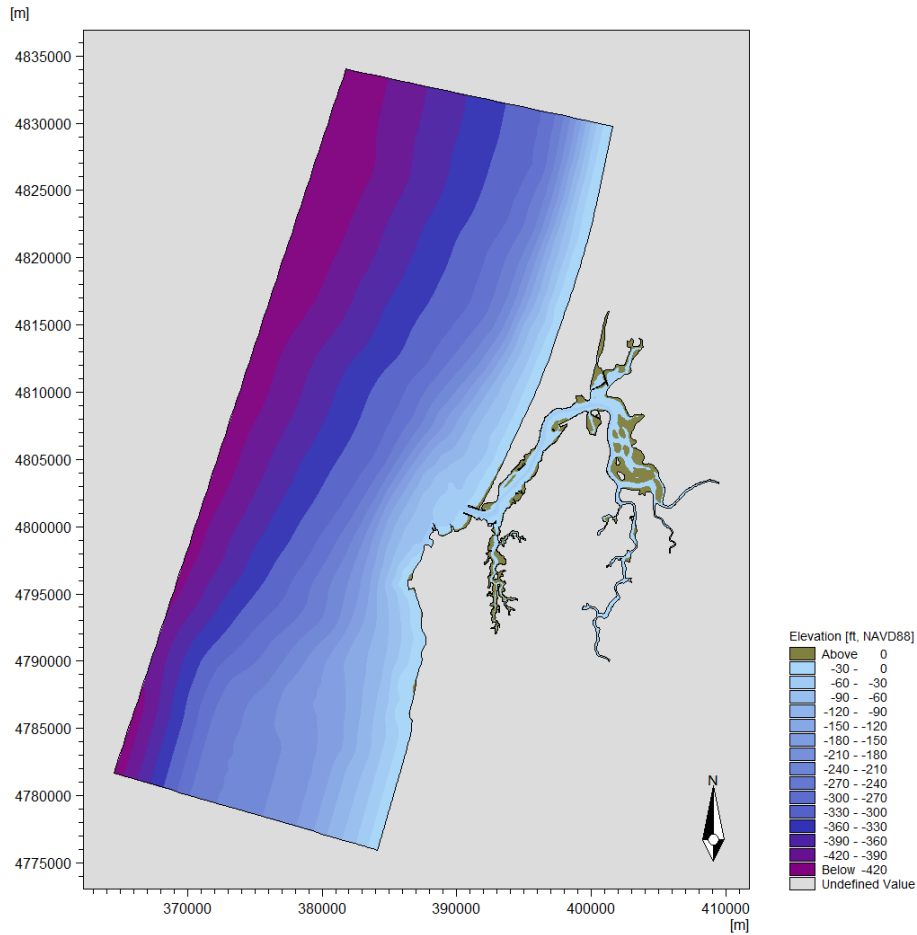 [m]
4835000
4830000
4825000
4820000
4815000
4810000
4805000
4800000
4795000
4790000
4785000
4780000
4775000
370000 380000 390000 400000 410000
[m]
N
Elevation [ft, NAVD88]
Above 0
-30 - 0
-60 - -30
-90 - -60
-120 - -90
-150 - -120
-180 - -150
-210 - -180
-240 - -210
-270 - -240
-300 - -270
-330 - -300
-360 - -330
-390 - -360
-420 - -390
Below -420
Undefined Value